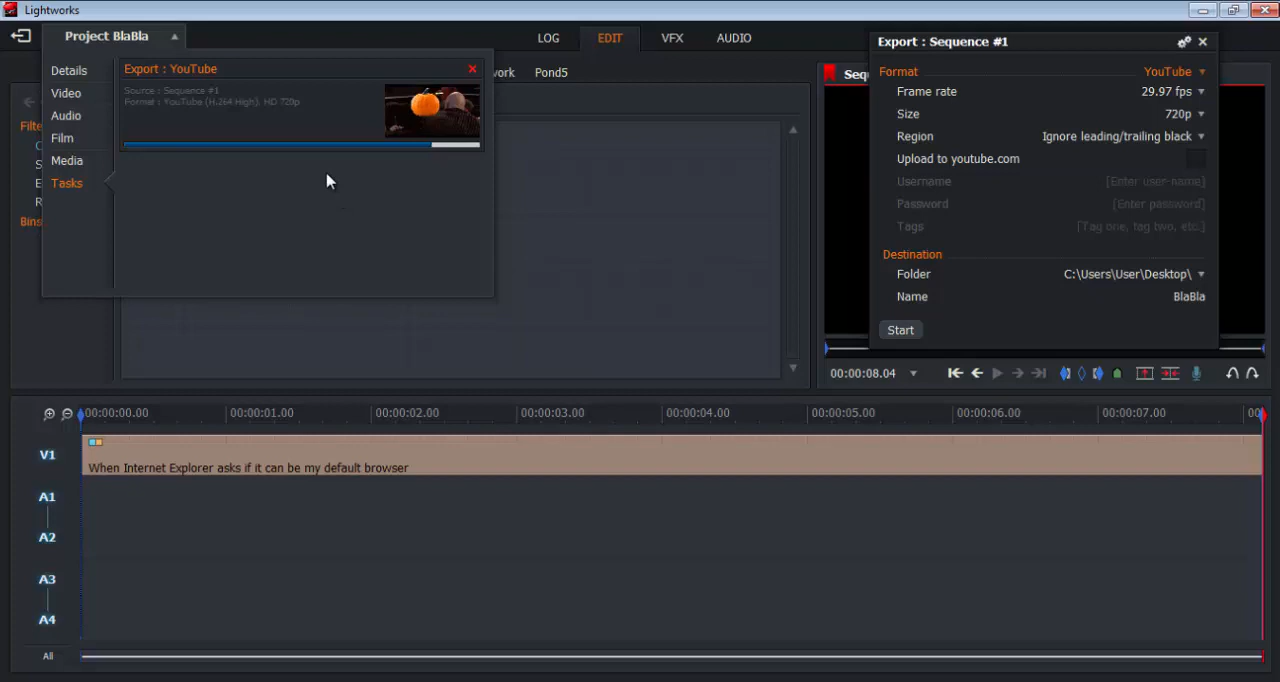 Lightworks
Project BlaBla
LOG
EDIT
VFX
AUDIO
Details
Video
Audio
Film
Media
Tasks
Export : YouTube
Source : Sequence #1
Format : YouTube (H.264 High), HD 720p
Pond5
Export : Sequence #1
Format YouTube
Frame rate 29.97 fps
Size 720p
Region Ignore leading/trailing black
Upload to youtube.com
Username [Enter user-name]
Password [Enter password]
Tags [Tag one, tag two, etc.]
Destination
Folder C:\Users\User\Desktop\
Name BlaBla
Start
00:00:08.04
00:00:00.00 00:00:01.00 00:00:02.00 00:00:03.00 00:00:04.00 00:00:05.00 00:00:06.00 00:00:07.00
V1
When Internet Explorer asks if it can be my default browser
A1
A2
A3
A4
All